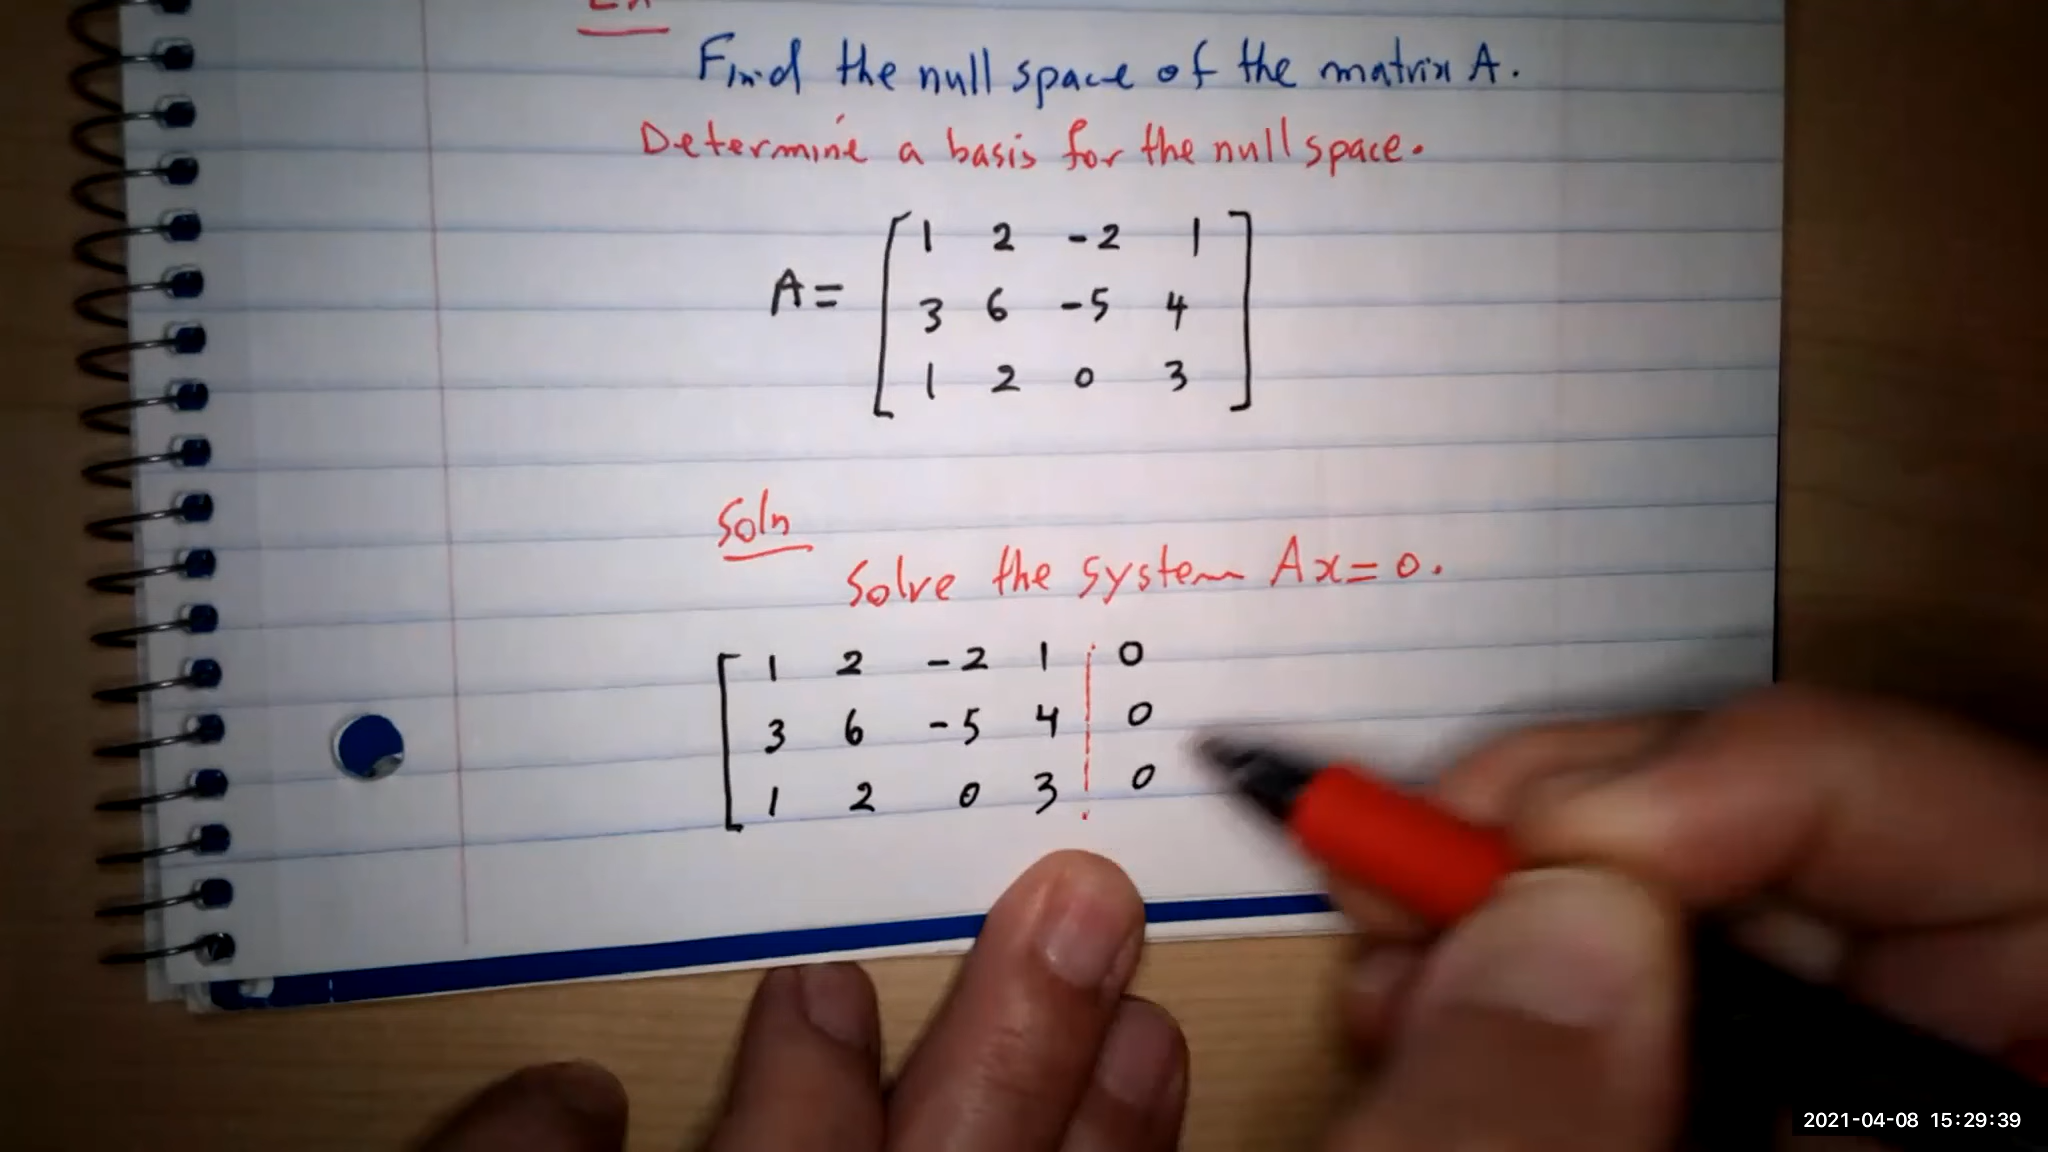 Ex
Find the null space of the matrix A.
Determine a basis for the null space.
A = [ 1 2 -2 1 ]
3 6 -5 4
1 2 0 3
Soln
Solve the system Ax=0.
[ 1 2 -2 1 | 0
3 6 -5 4 | 0
1 2 0 3 | 0
2021-04-08 15:29:39